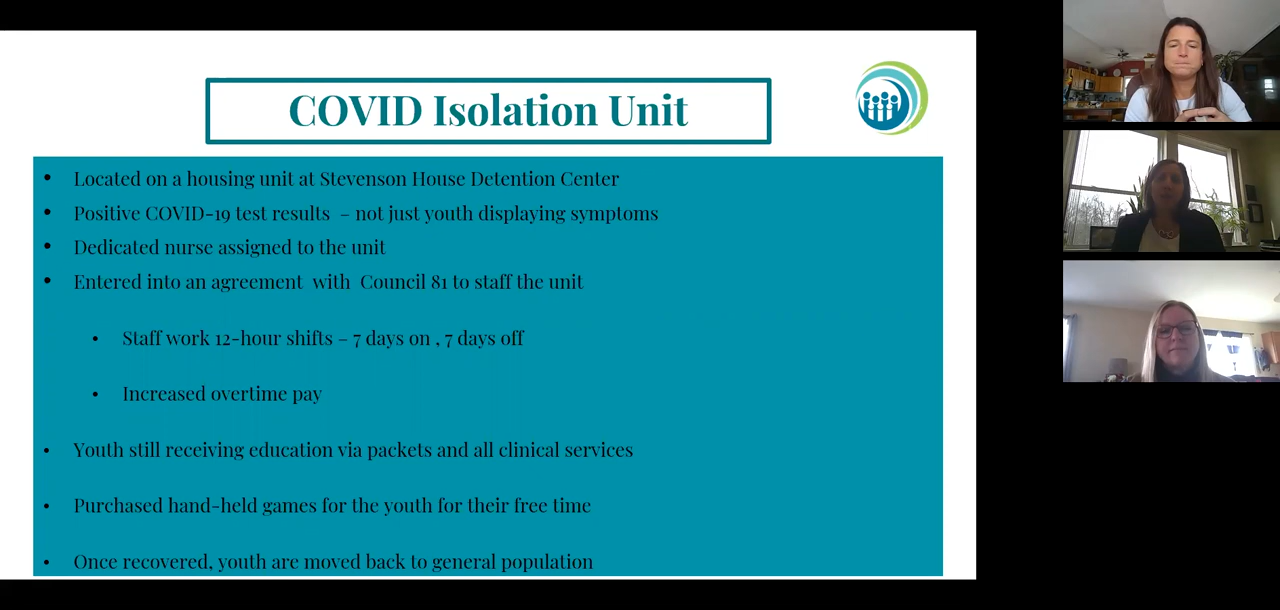 COVID Isolation Unit
• Located on a housing unit at Stevenson House Detention Center
• Positive COVID-19 test results – not just youth displaying symptoms
• Dedicated nurse assigned to the unit
• Entered into an agreement with Council 81 to staff the unit
• Staff work 12-hour shifts – 7 days on , 7 days off
• Increased overtime pay
• Youth still receiving education via packets and all clinical services
• Purchased hand-held games for the youth for their free time
• Once recovered, youth are moved back to general population